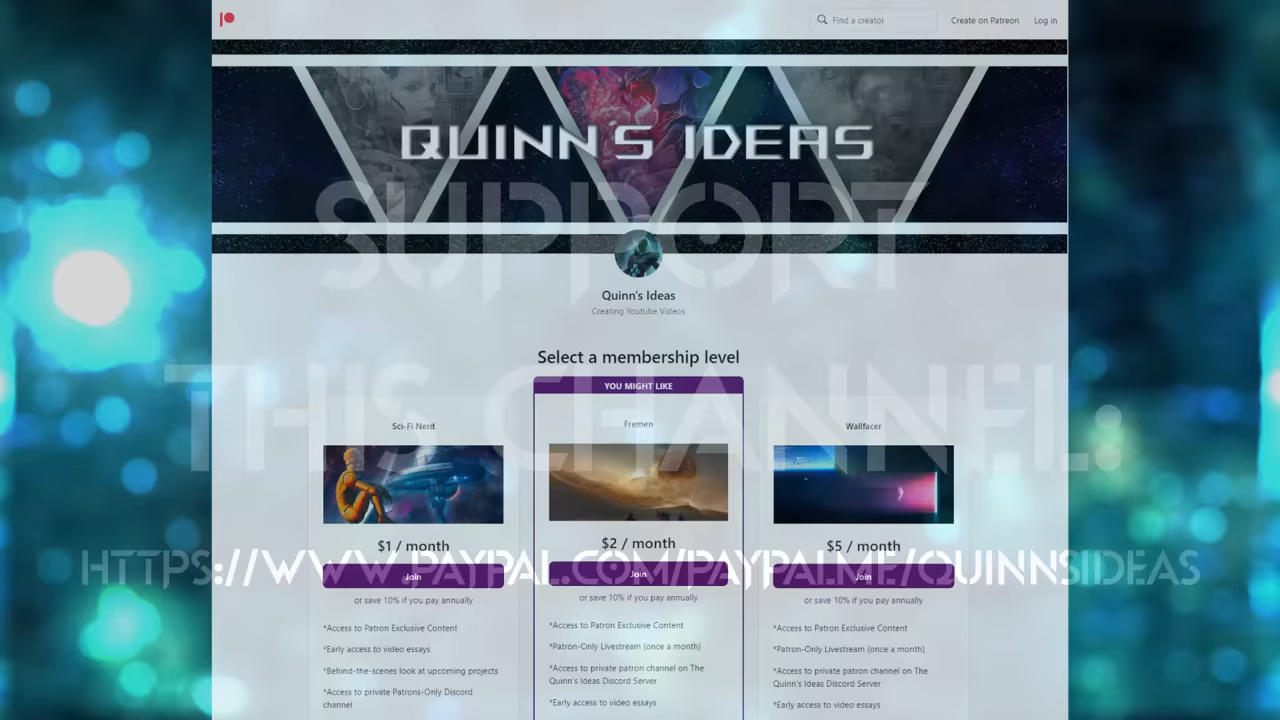 Find a creator
Create on Patreon
Log in
QUINN'S IDEAS
SUPPORT
Quinn's Ideas
Creating Youtube Videos
Select a membership level
THIS CHANNEL:
YOU MIGHT LIKE
Sci-Fi Nerd
$1 / month
Join
or save 10% if you pay annually
*Access to Patron Exclusive Content
*Early access to video essays
*Behind-the-scenes look at upcoming projects
*Access to private Patrons-Only Discord
channel
Fremen
$2 / month
Join
or save 10% if you pay annually
*Access to Patron Exclusive Content
*Patron-Only Livestream (once a month)
*Access to private patron channel on The
Quinn's Ideas Discord Server
*Early access to video essays
Wallfacer
$5 / month
Join
or save 10% if you pay annually
*Access to Patron Exclusive Content
*Patron-Only Livestream (once a month)
*Access to private patron channel on The
Quinn's Ideas Discord Server
*Early access to video essays
HTTPS://WWW.PAYPAL.COM/PAYPALME/QUINNSIDEAS